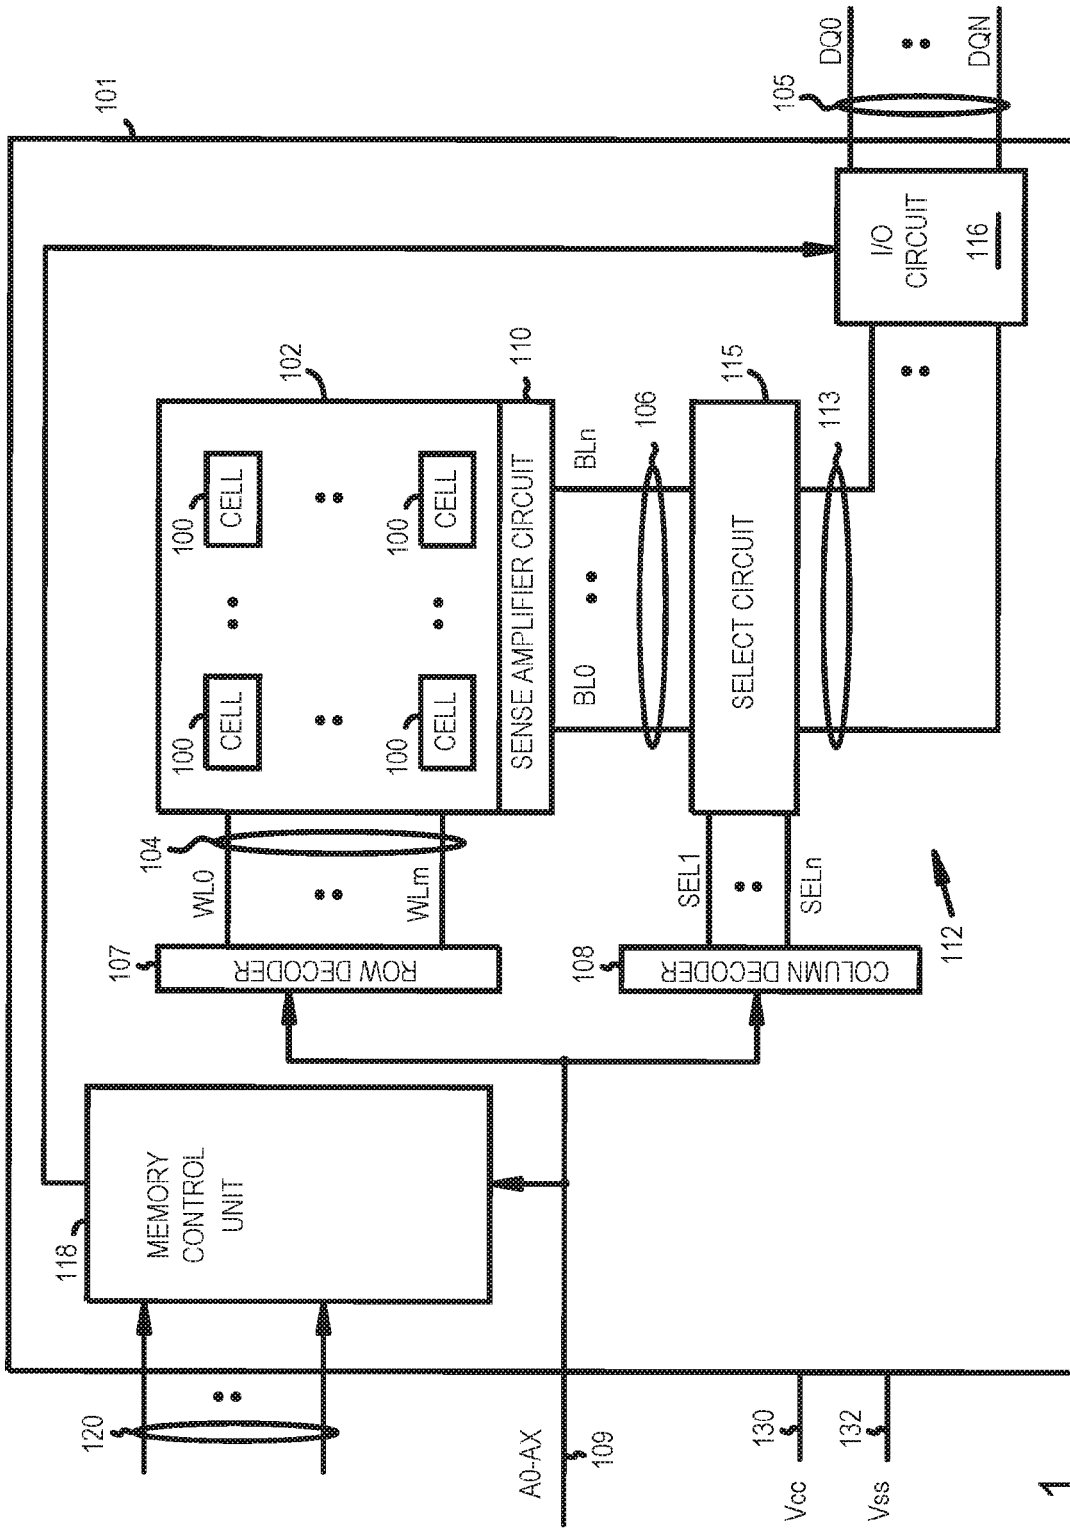 101
118
MEMORY
CONTROL
UNIT
120
A0-AX
109
107
ROW DECODER
WL0
WLm
104
102
100
CELL
100
CELL
100
CELL
100
CELL
SENSE AMPLIFIER CIRCUIT
110
BL0
BLn
106
108
COLUMN DECODER
SEL1
SELn
SELECT CIRCUIT
115
113
112
I/O
CIRCUIT
116
105
DQ0
DQN
130
Vcc
132
Vss
1